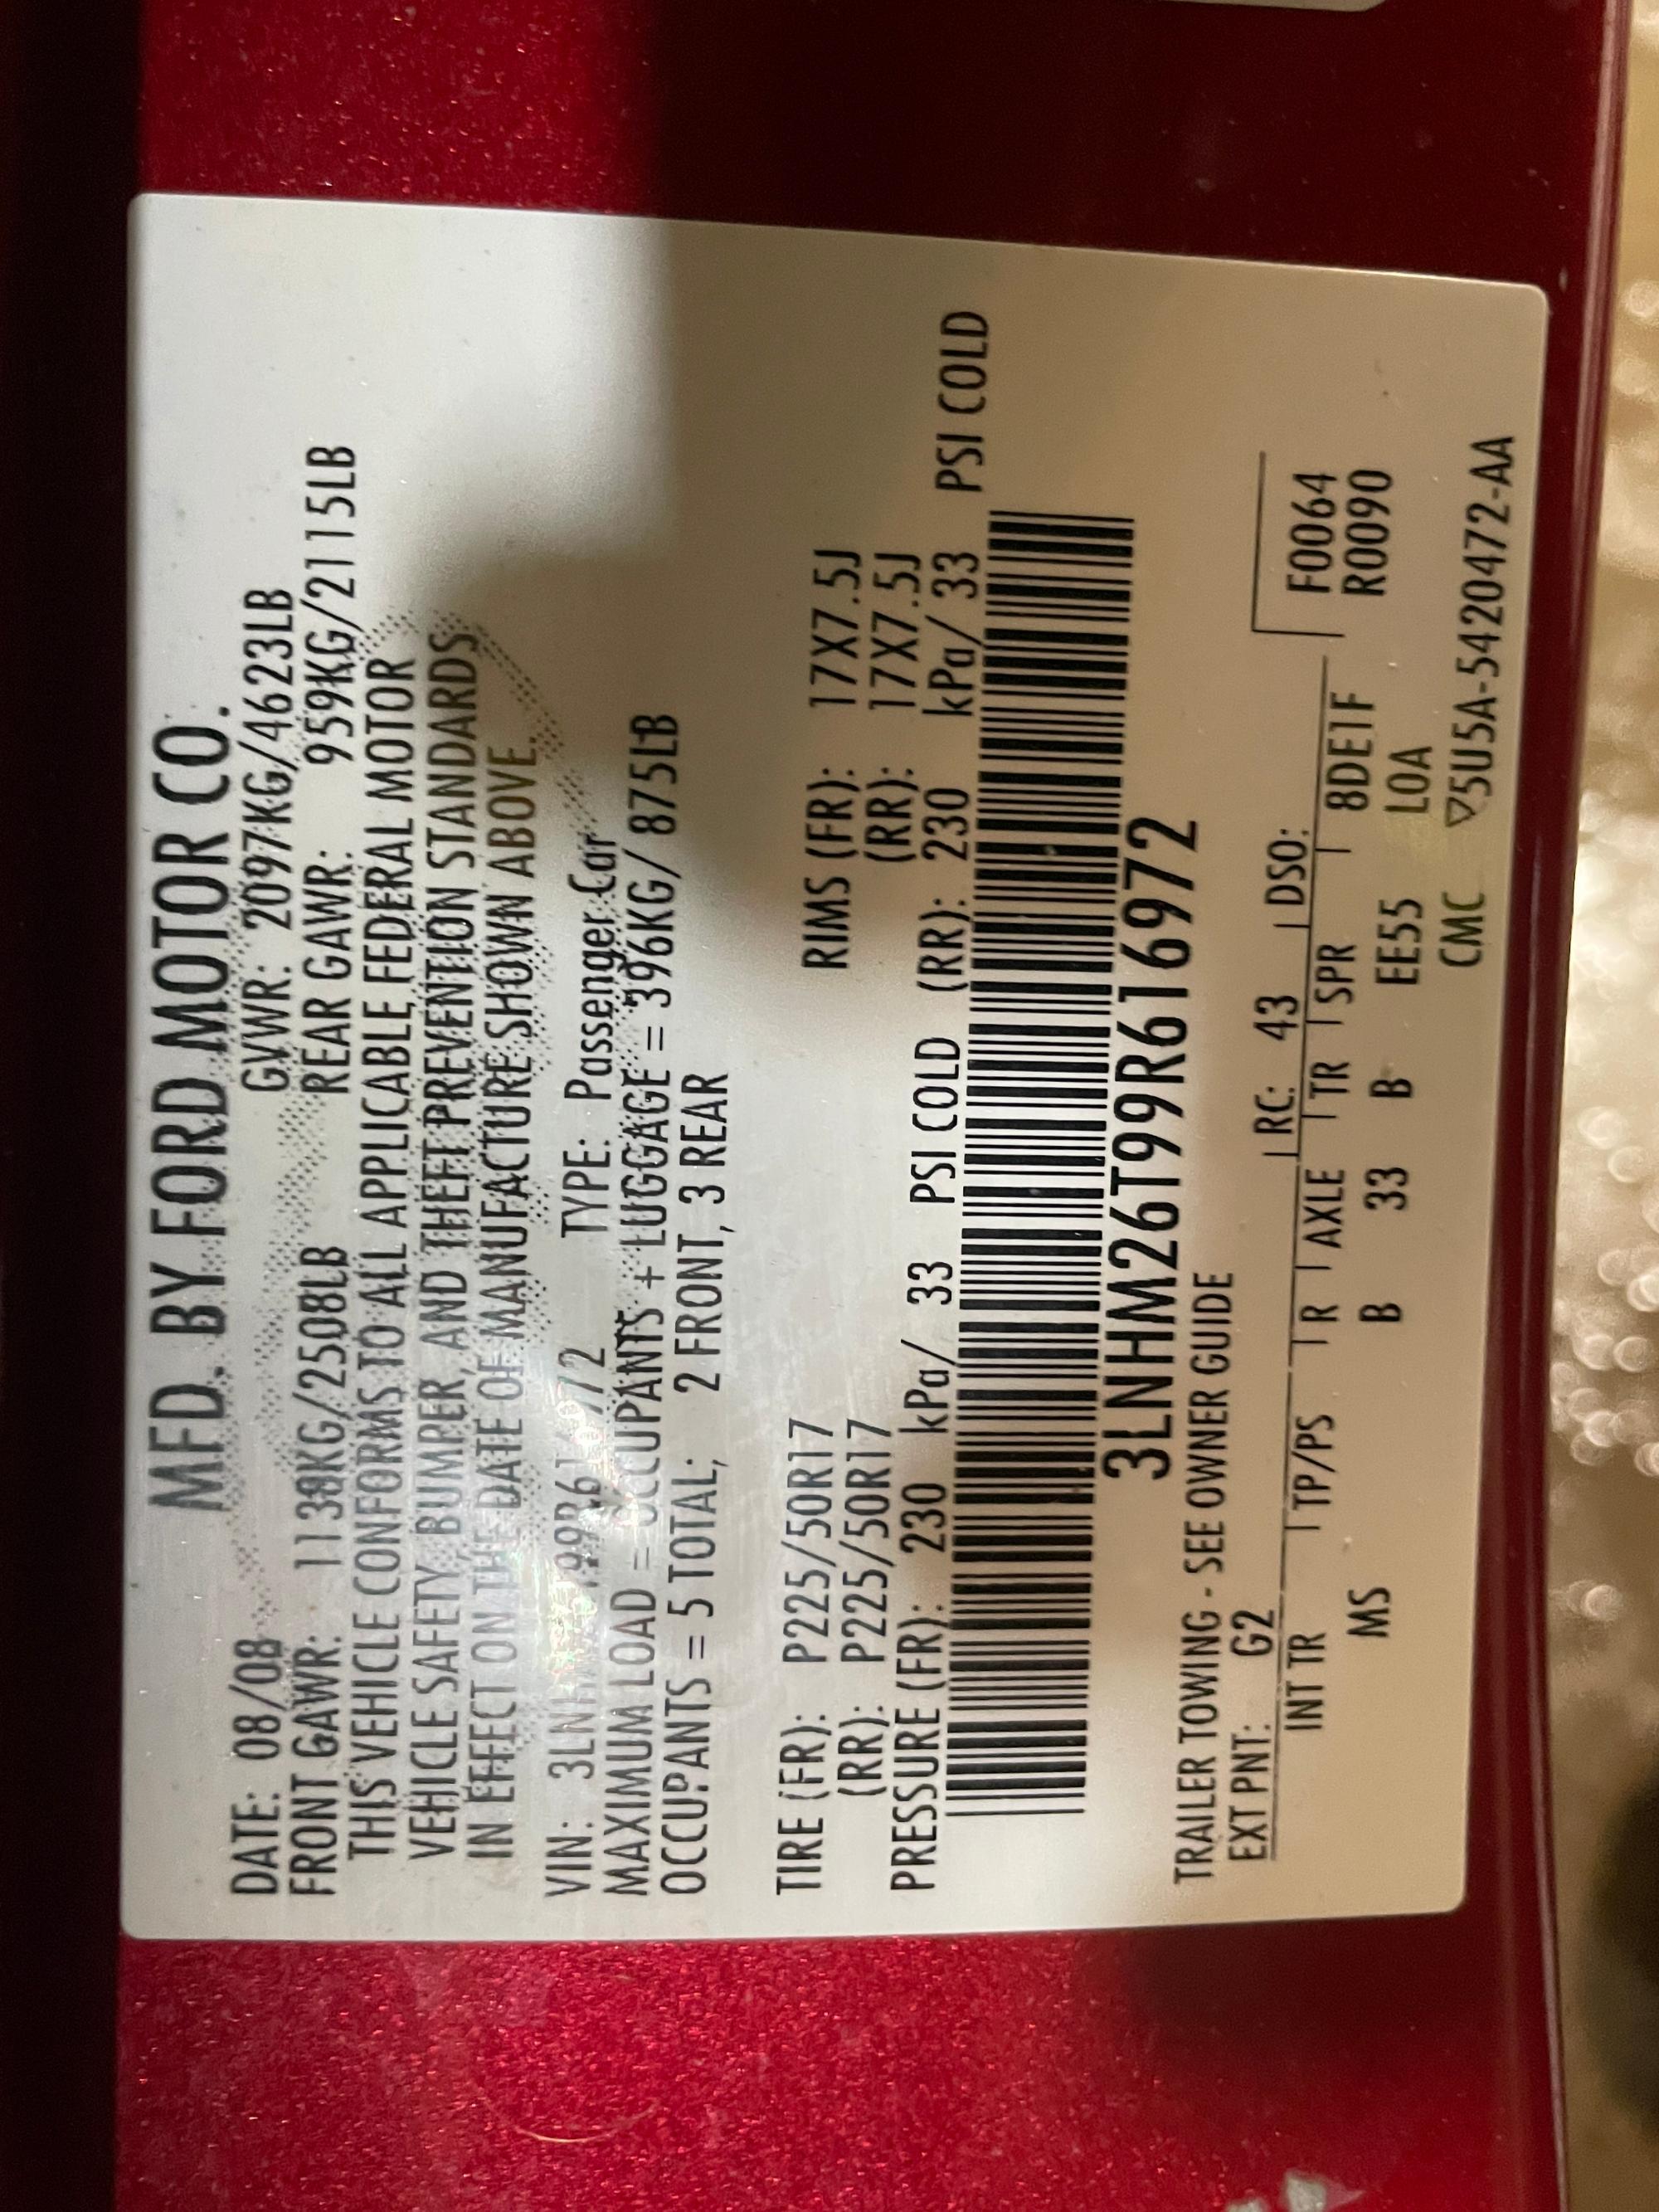 MFD. BY FORD MOTOR CO.
DATE: 08/08 GVWR: 2097KG/4623LB
FRONT GAWR: 1138KG/2508LB REAR GAWR: 959KG/2115LB
THIS VEHICLE CONFORMS TO ALL APPLICABLE FEDERAL MOTOR
VEHICLE SAFETY, BUMPER, AND THEFT PREVENTION STANDARDS
IN EFFECT ON THE DATE OF MANUFACTURE SHOWN ABOVE.
VIN: TYPE: Passenger Car
MAXIMUM LOAD = OCCUPANTS + LUGGAGE = 396KG/ 875LB
OCCUPANTS = 5 TOTAL; 2 FRONT, 3 REAR
TIRE (FR): P225/50R17 RIMS (FR): 17X7.5J
(RR): P225/50R17 (RR): 17X7.5J
PRESSURE (FR): 230 kPa/ 33 PSI COLD (RR): 230 kPa/ 33 PSI COLD
3LNHM26T99R616972
TRAILER TOWING - SEE OWNER GUIDE
EXT PNT: G2 RC: 43 DSO:
INT TR TP/PS R AXLE TR SPR 8DE1F F0064
MS B 33 B EE55 L0A R0090
CMC ▽5U5A-5420472-AA